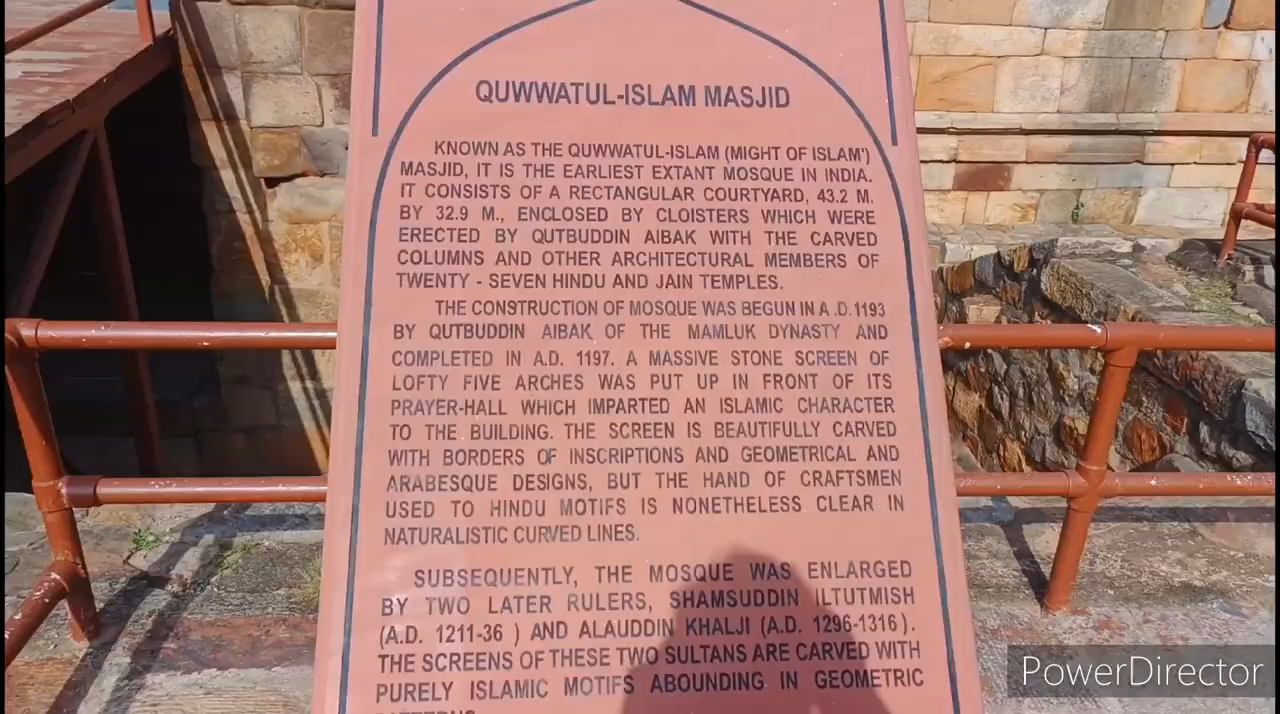 QUWWATUL-ISLAM MASJID
KNOWN AS THE QUWWATUL-ISLAM (MIGHT OF ISLAM')
MASJID, IT IS THE EARLIEST EXTANT MOSQUE IN INDIA.
IT CONSISTS OF A RECTANGULAR COURTYARD, 43.2 M.
BY 32.9 M., ENCLOSED BY CLOISTERS WHICH WERE
ERECTED BY QUTBUDDIN AIBAK WITH THE CARVED
COLUMNS AND OTHER ARCHITECTURAL MEMBERS OF
TWENTY - SEVEN HINDU AND JAIN TEMPLES.
THE CONSTRUCTION OF MOSQUE WAS BEGUN IN A .D.1193
BY QUTBUDDIN AIBAK OF THE MAMLUK DYNASTY AND
COMPLETED IN A.D. 1197. A MASSIVE STONE SCREEN OF
LOFTY FIVE ARCHES WAS PUT UP IN FRONT OF ITS
PRAYER-HALL WHICH IMPARTED AN ISLAMIC CHARACTER
TO THE BUILDING. THE SCREEN IS BEAUTIFULLY CARVED
WITH BORDERS OF INSCRIPTIONS AND GEOMETRICAL AND
ARABESQUE DESIGNS, BUT THE HAND OF CRAFTSMEN
USED TO HINDU MOTIFS IS NONETHELESS CLEAR IN
NATURALISTIC CURVED LINES.
SUBSEQUENTLY, THE MOSQUE WAS ENLARGED
BY TWO LATER RULERS, SHAMSUDDIN ILTUTMISH
(A.D. 1211-36 ) AND ALAUDDIN KHALJI (A.D. 1296-1316).
THE SCREENS OF THESE TWO SULTANS ARE CARVED WITH
PURELY ISLAMIC MOTIFS ABOUNDING IN GEOMETRIC
PowerDirector